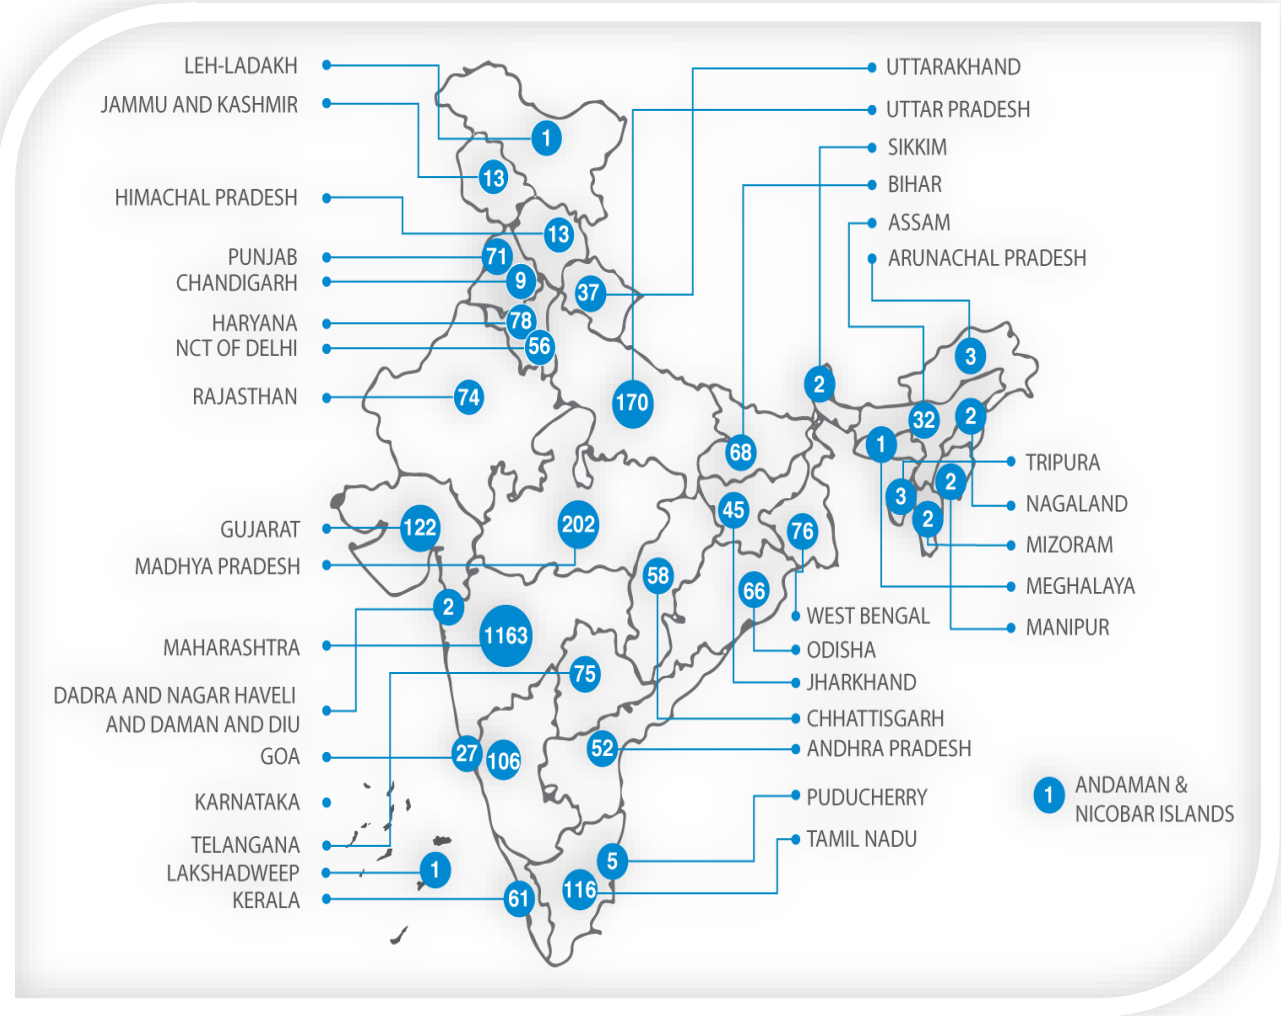 LEH-LADAKH
JAMMU AND KASHMIR
HIMACHAL PRADESH
PUNJAB
CHANDIGARH
HARYANA
NCT OF DELHI
RAJASTHAN
GUJARAT
MADHYA PRADESH
MAHARASHTRA
DADRA AND NAGAR HAVELI
AND DAMAN AND DIU
GOA
KARNATAKA
TELANGANA
LAKSHADWEEP
KERALA
1
13
13
71
9
37
78
56
74
170
68
2
3
32
2
1
2
3
2
122
202
45
76
58
66
2
1163
75
27
106
52
1
5
116
61
UTTARAKHAND
UTTAR PRADESH
SIKKIM
BIHAR
ASSAM
ARUNACHAL PRADESH
TRIPURA
NAGALAND
MIZORAM
MEGHALAYA
MANIPUR
WEST BENGAL
ODISHA
JHARKHAND
CHHATTISGARH
ANDHRA PRADESH
PUDUCHERRY
TAMIL NADU
1
ANDAMAN &
NICOBAR ISLANDS